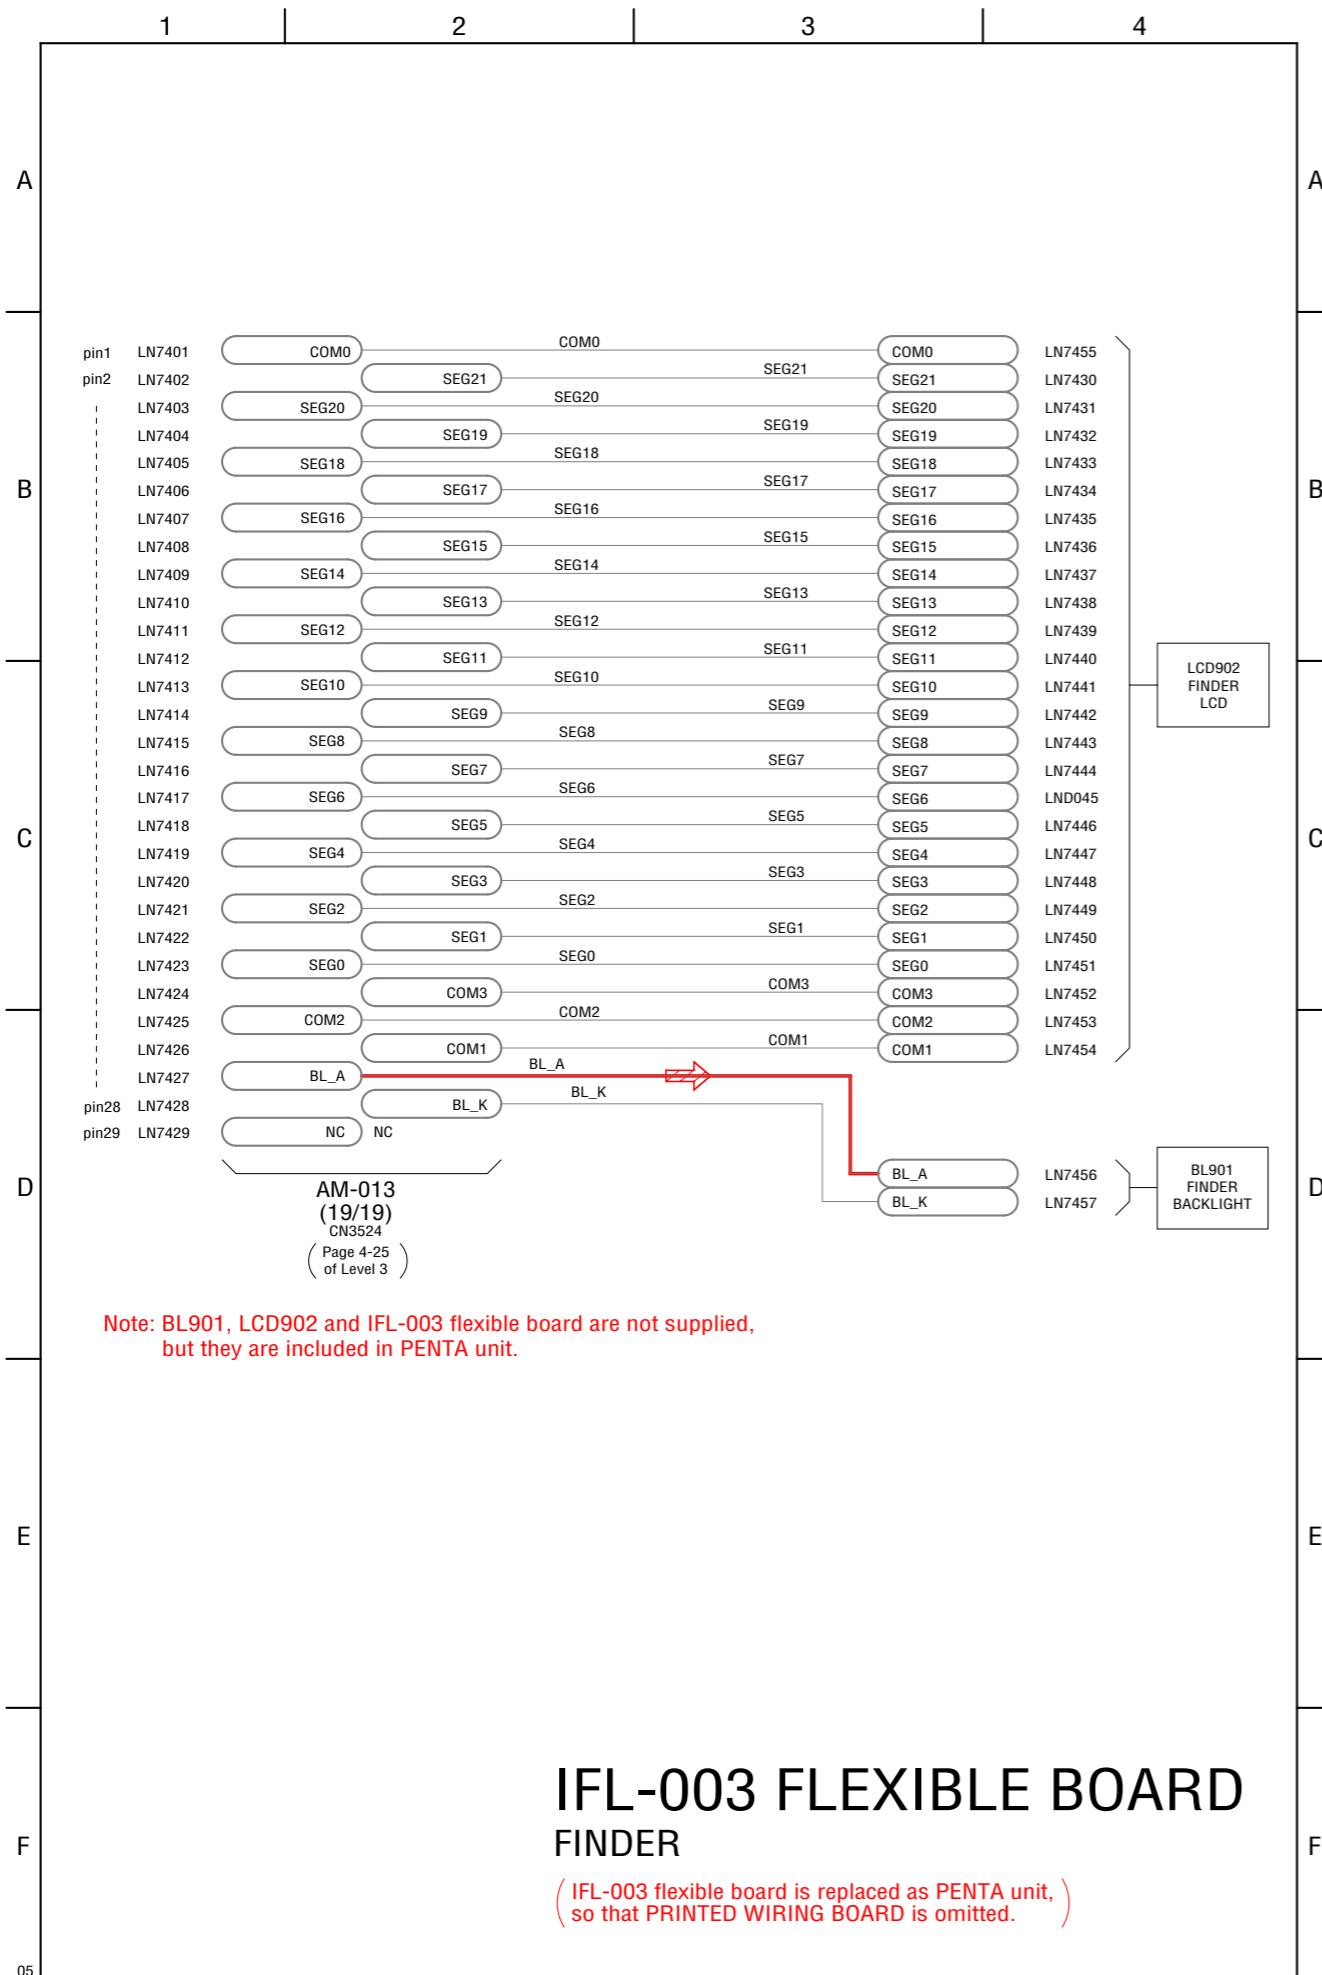 1 2 3 4
A A
pin1 LN7401 COM0 COM0 COM0 LN7455
pin2 LN7402 SEG21 SEG21 SEG21 LN7430
LN7403 SEG20 SEG20 SEG20 LN7431
LN7404 SEG19 SEG19 SEG19 LN7432
LN7405 SEG18 SEG18 SEG18 LN7433
B LN7406 SEG17 SEG17 SEG17 LN7434 B
LN7407 SEG16 SEG16 SEG16 LN7435
LN7408 SEG15 SEG15 SEG15 LN7436
LN7409 SEG14 SEG14 SEG14 LN7437
LN7410 SEG13 SEG13 SEG13 LN7438
LN7411 SEG12 SEG12 SEG12 LN7439
LN7412 SEG11 SEG11 SEG11 LN7440
LN7413 SEG10 SEG10 SEG10 LN7441
LCD902
FINDER
LCD
LN7414 SEG9 SEG9 SEG9 LN7442
LN7415 SEG8 SEG8 SEG8 LN7443
LN7416 SEG7 SEG7 SEG7 LN7444
LN7417 SEG6 SEG6 SEG6 LND045
LN7418 SEG5 SEG5 SEG5 LN7446
C C
LN7419 SEG4 SEG4 SEG4 LN7447
LN7420 SEG3 SEG3 SEG3 LN7448
LN7421 SEG2 SEG2 SEG2 LN7449
LN7422 SEG1 SEG1 SEG1 LN7450
LN7423 SEG0 SEG0 SEG0 LN7451
LN7424 COM3 COM3 COM3 LN7452
LN7425 COM2 COM2 COM2 LN7453
LN7426 COM1 COM1 COM1 LN7454
LN7427 BL_A BL_A
pin28 LN7428 BL_K BL_K
pin29 LN7429 NC NC
BL_A LN7456
BL_K LN7457
BL901
FINDER
BACKLIGHT
D D
AM-013
(19/19)
CN3524
(Page 4-25
of Level 3)
Note: BL901, LCD902 and IFL-003 flexible board are not supplied,
but they are included in PENTA unit.
E E
IFL-003 FLEXIBLE BOARD
FINDER
F F
(IFL-003 flexible board is replaced as PENTA unit,
so that PRINTED WIRING BOARD is omitted.)
05